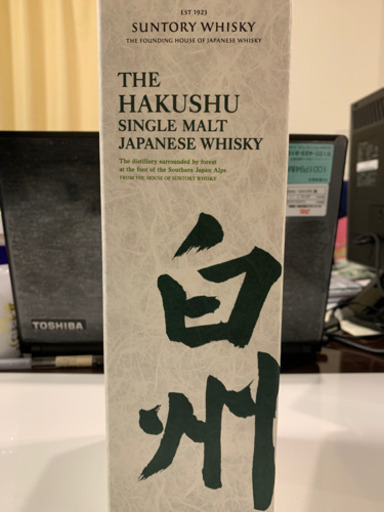 EST 1923
SUNTORY WHISKY
THE FOUNDING HOUSE OF JAPANESE WHISKY
THE
HAKUSHU
SINGLE MALT
JAPANESE WHISKY
The distillery surrounded by forest
at the foot of the Southern Japan Alps
FROM THE HOUSE OF SUNTORY WHISKY
白
州
TOSHIBA